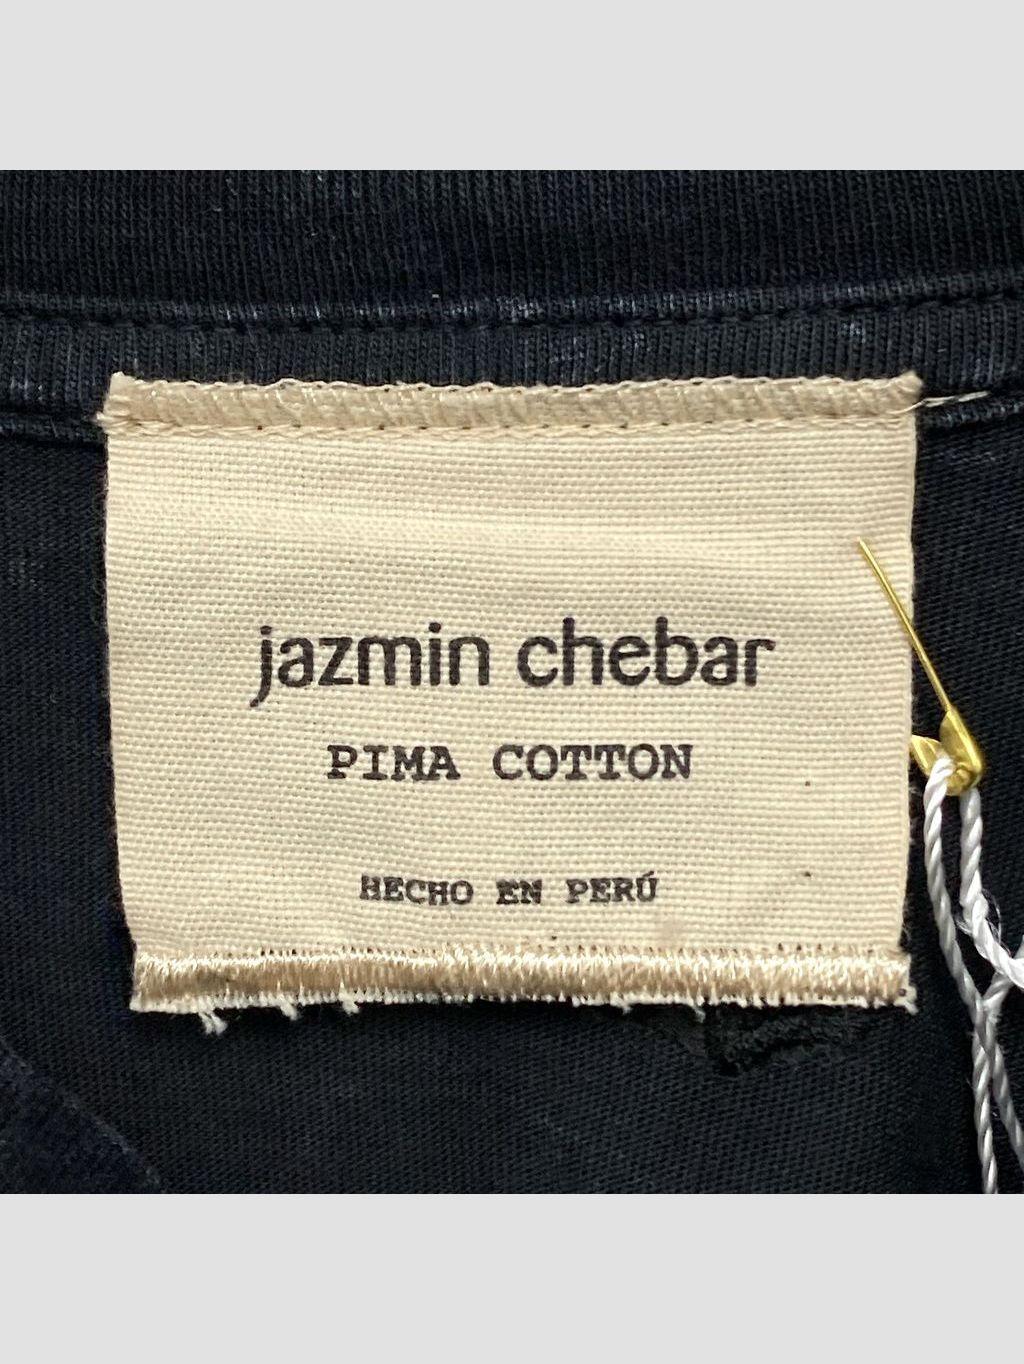 jazmin chebar
PIMA COTTON
HECHO EN PERÚ